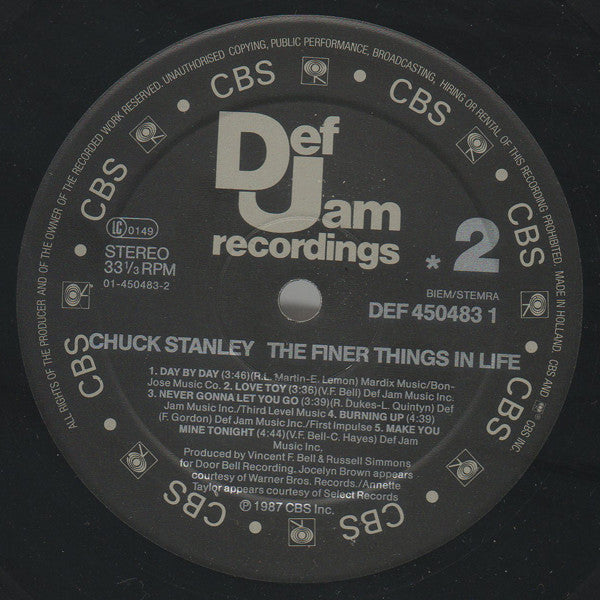 ALL RIGHTS OF THE PRODUCER AND OF THE OWNER OF THE RECORDED WORK RESERVED. UNAUTHORISED COPYING, PUBLIC PERFORMANCE, BROADCASTING, HIRING OR RENTAL OF THIS RECORDING PROHIBITED. MADE IN HOLLAND. CBS AND ARE CBS INC.
CBS
CBS
CBS
CBS
CBS
CBS
CBS
CBS
CBS
Def
Jam
recordings
LC 0149
STEREO
33 1/3 RPM
01-450483-2
* 2
BIEM/STEMRA
DEF 450483 1
CHUCK STANLEY THE FINER THINGS IN LIFE
1. DAY BY DAY (3:46)(R.L. Martin-E. Lemon) Mardix Music/Bon-
Jose Music Co. 2. LOVE TOY (3:36)(V.F. Bell) Def Jam Music Inc.
3. NEVER GONNA LET YOU GO (3:39)(R. Dukes-L. Quintyn) Def
Jam Music Inc./Third Level Music 4. BURNING UP (4:39)
(F. Gordon) Def Jam Music Inc./First Impulse 5. MAKE YOU
MINE TONIGHT (4:44)(V.F. Bell-C. Hayes) Def Jam
Music Inc.
Produced by Vincent F. Bell & Russell Simmons
for Door Bell Recording. Jocelyn Brown appears
courtesy of Warner Bros. Records./Annette
Taylor appears courtesy of Select Records
℗ 1987 CBS Inc.